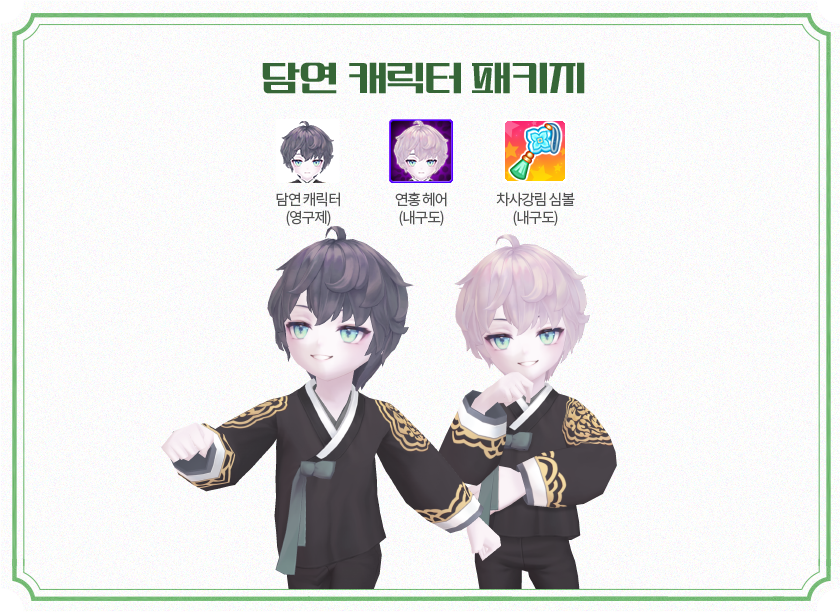 담연 캐릭터 패키지
담연 캐릭터
(영구제)
연홍 헤어
(내구도)
차사강림 심볼
(내구도)